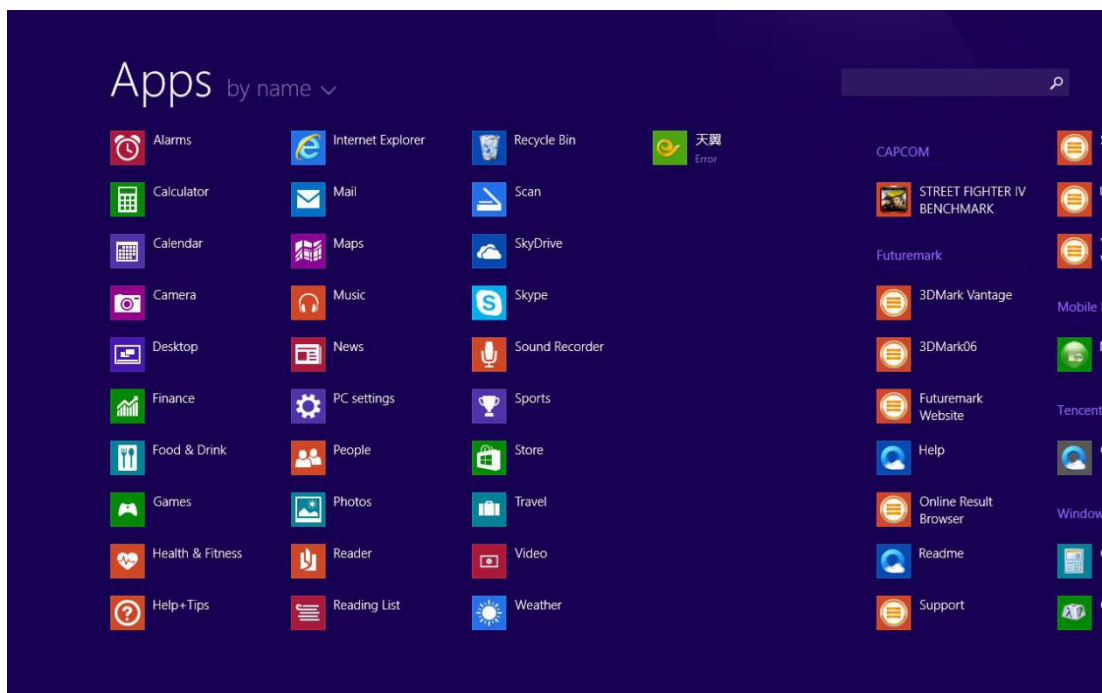 Apps by name
Alarms
Calculator
Calendar
Camera
Desktop
Finance
Food & Drink
Games
Health & Fitness
Help+Tips
Internet Explorer
Mail
Maps
Music
News
PC settings
People
Photos
Reader
Reading List
Recycle Bin
Scan
SkyDrive
Skype
Sound Recorder
Sports
Store
Travel
Video
Weather
天翼
Error
CAPCOM
STREET FIGHTER IV
BENCHMARK
Futuremark
3DMark Vantage
3DMark06
Futuremark
Website
Help
Online Result
Browser
Readme
Support
Mobile
Tencent
Window